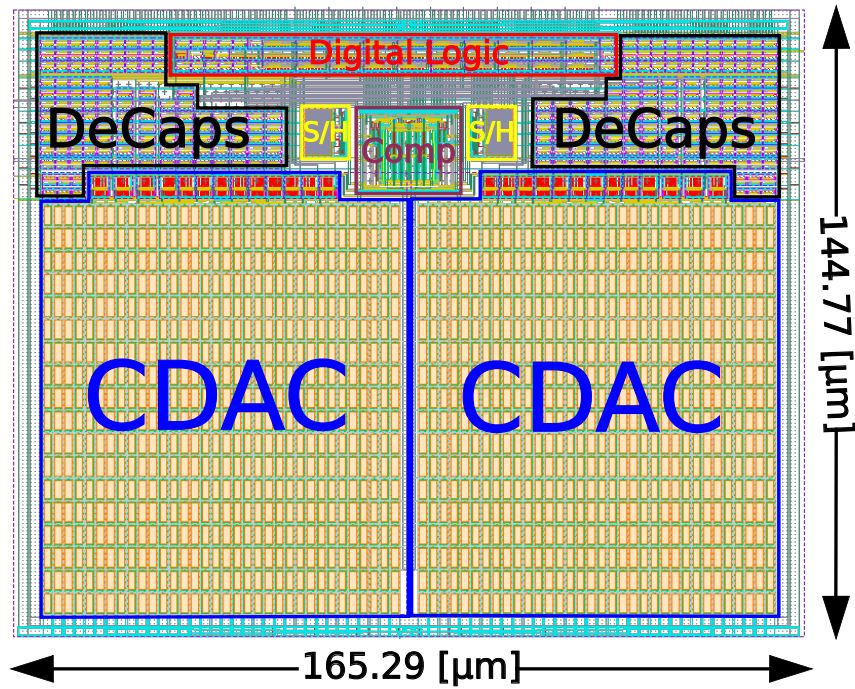 Digital Logic
DeCaps
S/H
Comp
S/H
DeCaps
CDAC
CDAC
144.77 [µm]
165.29 [µm]